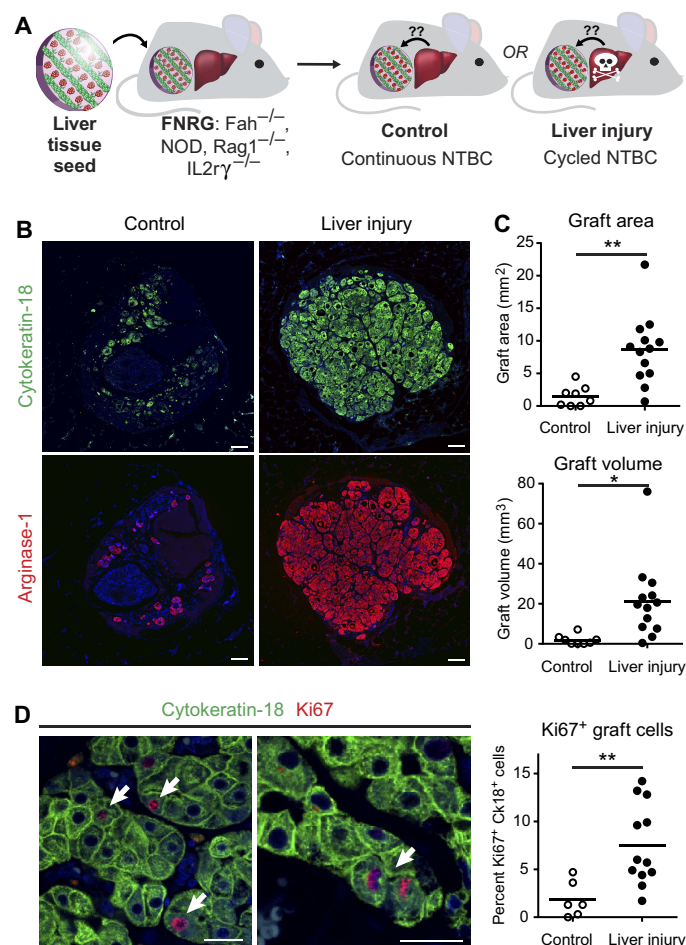 A
??
OR
??
Liver
tissue
seed
FNRG: Fah−/−,
NOD, Rag1−/−,
IL2rγ−/−
Control
Continuous NTBC
Liver injury
Cycled NTBC
B
Control
Liver injury
Cytokeratin-18
Arginase-1
C
Graft area
**
Graft area (mm2)
25
20
15
10
5
0
Control
Liver injury
Graft volume
*
Graft volume (mm3)
80
60
40
20
0
Control
Liver injury
D
Cytokeratin-18 Ki67
Ki67+ graft cells
**
Percent Ki67+ Ck18+ cells
15
10
5
0
Control
Liver injury